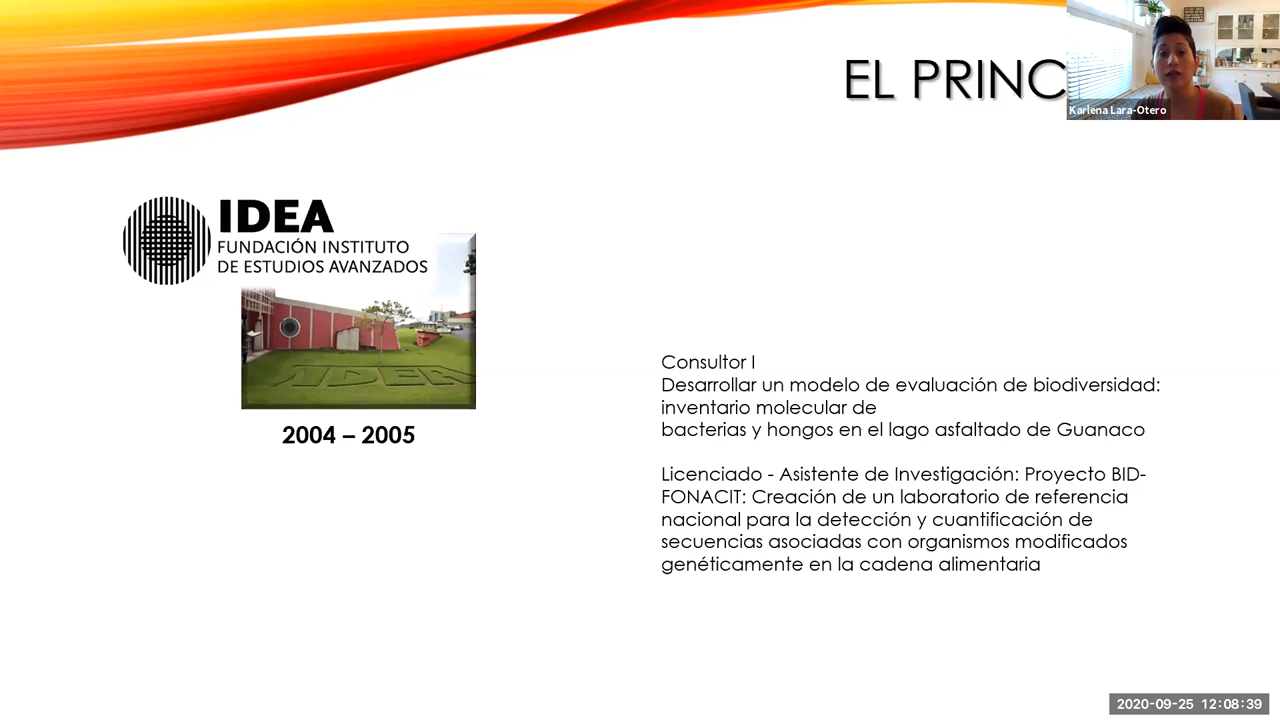 EL PRINC
Karlena Lara-Otero
IDEA
FUNDACIÓN INSTITUTO
DE ESTUDIOS AVANZADOS
IDEA
2004 – 2005
Consultor I
Desarrollar un modelo de evaluación de biodiversidad:
inventario molecular de
bacterias y hongos en el lago asfaltado de Guanaco
Licenciado - Asistente de Investigación: Proyecto BID-
FONACIT: Creación de un laboratorio de referencia
nacional para la detección y cuantificación de
secuencias asociadas con organismos modificados
genéticamente en la cadena alimentaria
2020-09-25 12:08:39